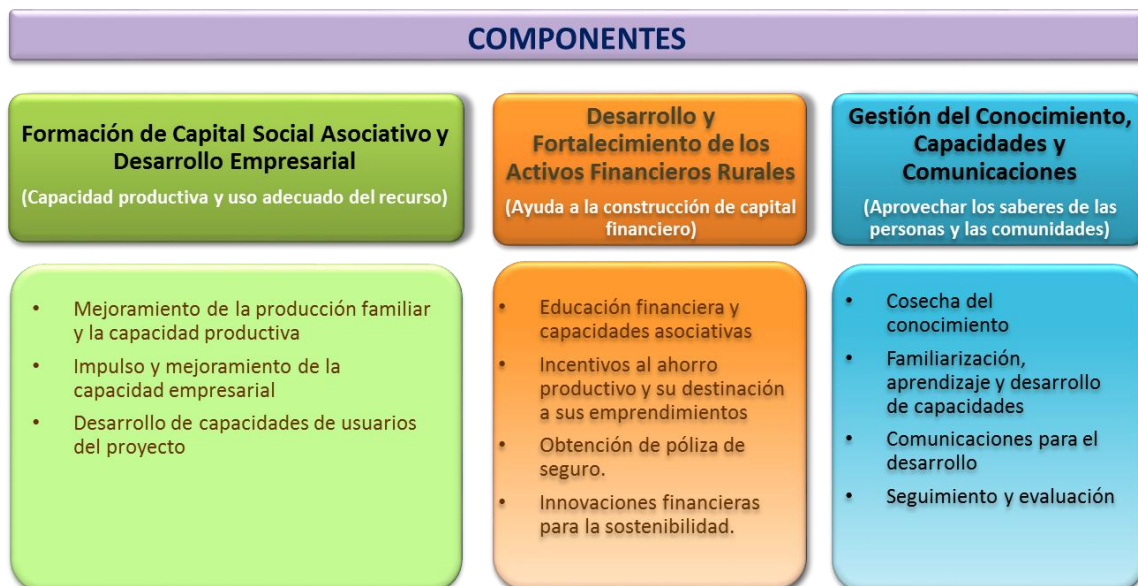 COMPONENTES
Formación de Capital Social Asociativo y
Desarrollo Empresarial
(Capacidad productiva y uso adecuado del recurso)
• Mejoramiento de la producción familiar
y la capacidad productiva
• Impulso y mejoramiento de la
capacidad empresarial
• Desarrollo de capacidades de usuarios
del proyecto
Desarrollo y
Fortalecimiento de los
Activos Financieros Rurales
(Ayuda a la construcción de capital
financiero)
• Educación financiera y
capacidades asociativas
• Incentivos al ahorro
productivo y su destinación
a sus emprendimientos
• Obtención de póliza de
seguro.
• Innovaciones financieras
para la sostenibilidad.
Gestión del Conocimiento,
Capacidades y
Comunicaciones
(Aprovechar los saberes de las
personas y las comunidades)
• Cosecha del
conocimiento
• Familiarización,
aprendizaje y desarrollo
de capacidades
• Comunicaciones para el
desarrollo
• Seguimiento y evaluación